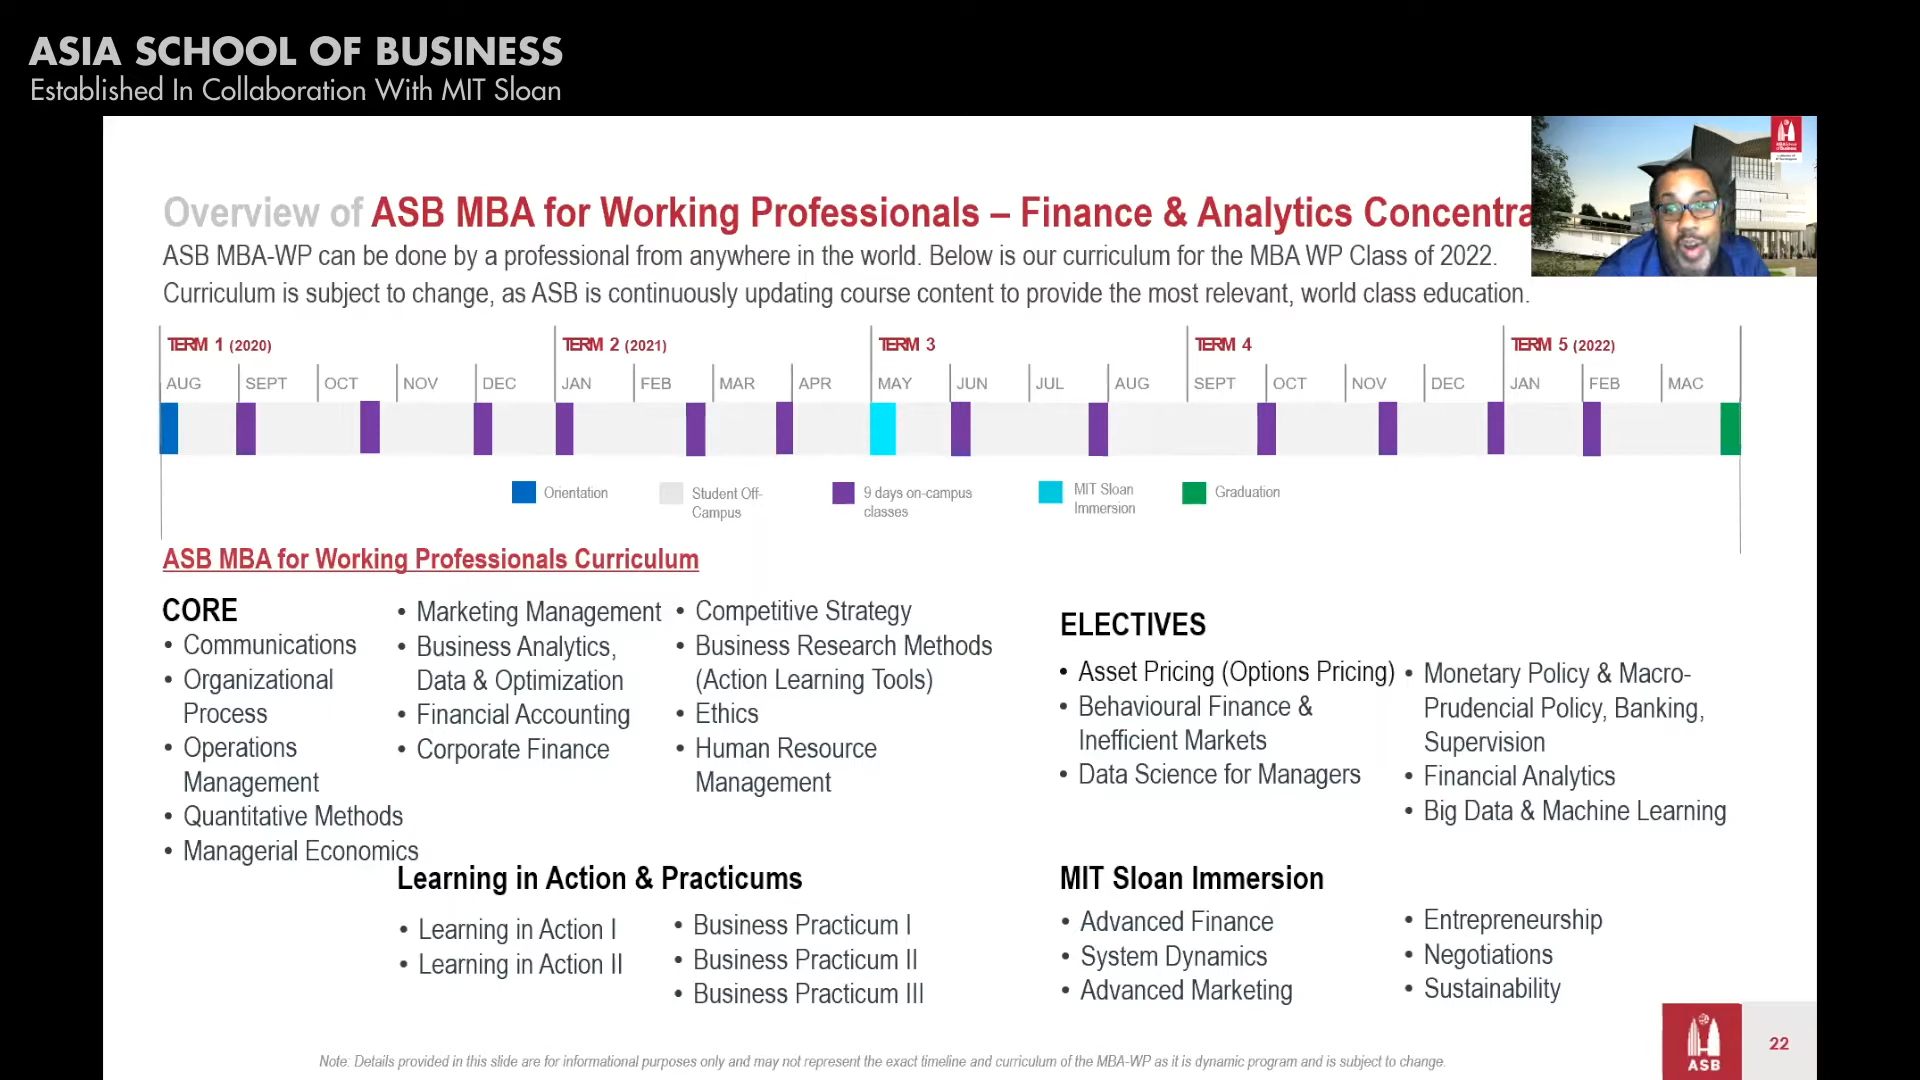 ASIA SCHOOL OF BUSINESS
Established In Collaboration With MIT Sloan
Overview of ASB MBA for Working Professionals – Finance & Analytics Concentra
ASB MBA-WP can be done by a professional from anywhere in the world. Below is our curriculum for the MBA WP Class of 2022.
Curriculum is subject to change, as ASB is continuously updating course content to provide the most relevant, world class education.
TERM 1 (2020)
TERM 2 (2021)
TERM 3
TERM 4
TERM 5 (2022)
AUG
SEPT
OCT
NOV
DEC
JAN
FEB
MAR
APR
MAY
JUN
JUL
AUG
SEPT
OCT
NOV
DEC
JAN
FEB
MAC
Orientation
Student Off-
Campus
9 days on-campus
classes
MIT Sloan
Immersion
Graduation
ASB MBA for Working Professionals Curriculum
CORE
• Communications
• Organizational
Process
• Operations
Management
• Quantitative Methods
• Managerial Economics
• Marketing Management
• Business Analytics,
Data & Optimization
• Financial Accounting
• Corporate Finance
• Competitive Strategy
• Business Research Methods
(Action Learning Tools)
• Ethics
• Human Resource
Management
ELECTIVES
• Asset Pricing (Options Pricing)
• Behavioural Finance &
Inefficient Markets
• Data Science for Managers
• Monetary Policy & Macro-
Prudencial Policy, Banking,
Supervision
• Financial Analytics
• Big Data & Machine Learning
Learning in Action & Practicums
• Learning in Action I
• Learning in Action II
• Business Practicum I
• Business Practicum II
• Business Practicum III
MIT Sloan Immersion
• Advanced Finance
• System Dynamics
• Advanced Marketing
• Entrepreneurship
• Negotiations
• Sustainability
Note: Details provided in this slide are for informational purposes only and may not represent the exact timeline and curriculum of the MBA-WP as it is dynamic program and is subject to change.
ASB
22